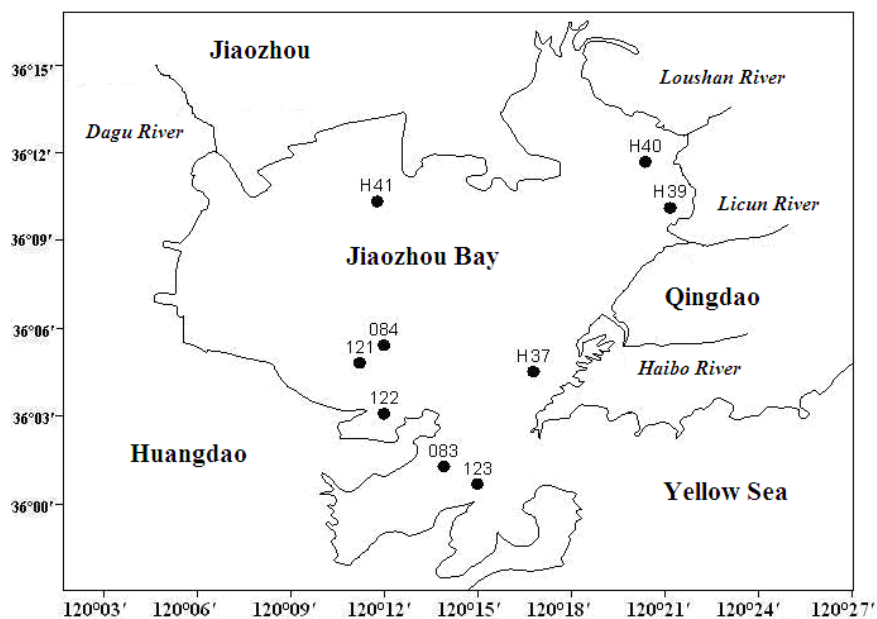 Jiaozhou
36°15′
Loushan River
Dagu River
36°12′
H40
H41
H39
Licun River
36°09′
Jiaozhou Bay
Qingdao
36°06′
084
121
H37
Haibo River
122
36°03′
083
Huangdao
123
Yellow Sea
36°00′
120°03′ 120°06′ 120°09′ 120°12′ 120°15′ 120°18′ 120°21′ 120°24′ 120°27′